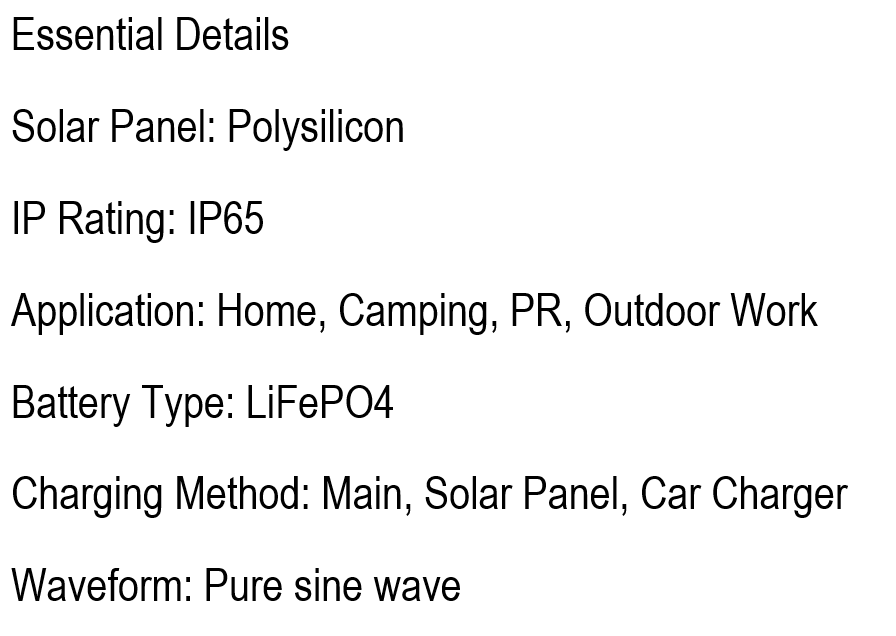 Essential Details
Solar Panel: Polysilicon
IP Rating: IP65
Application: Home, Camping, PR, Outdoor Work
Battery Type: LiFePO4
Charging Method: Main, Solar Panel, Car Charger
Waveform: Pure sine wave